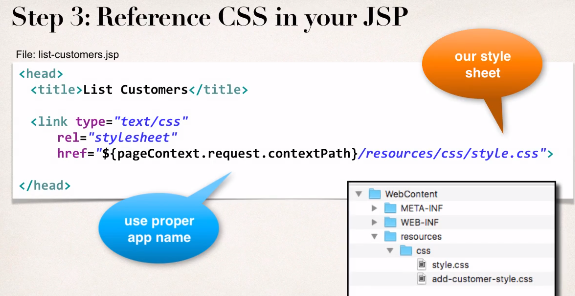 Step 3: Reference CSS in your JSP
File: list-customers.jsp
<head>
<title>List Customers</title>
<link type="text/css"
rel="stylesheet"
href="${pageContext.request.contextPath}/resources/css/style.css">
</head>
our style
sheet
use proper
app name
WebContent
META-INF
WEB-INF
resources
css
style.css
add-customer-style.css